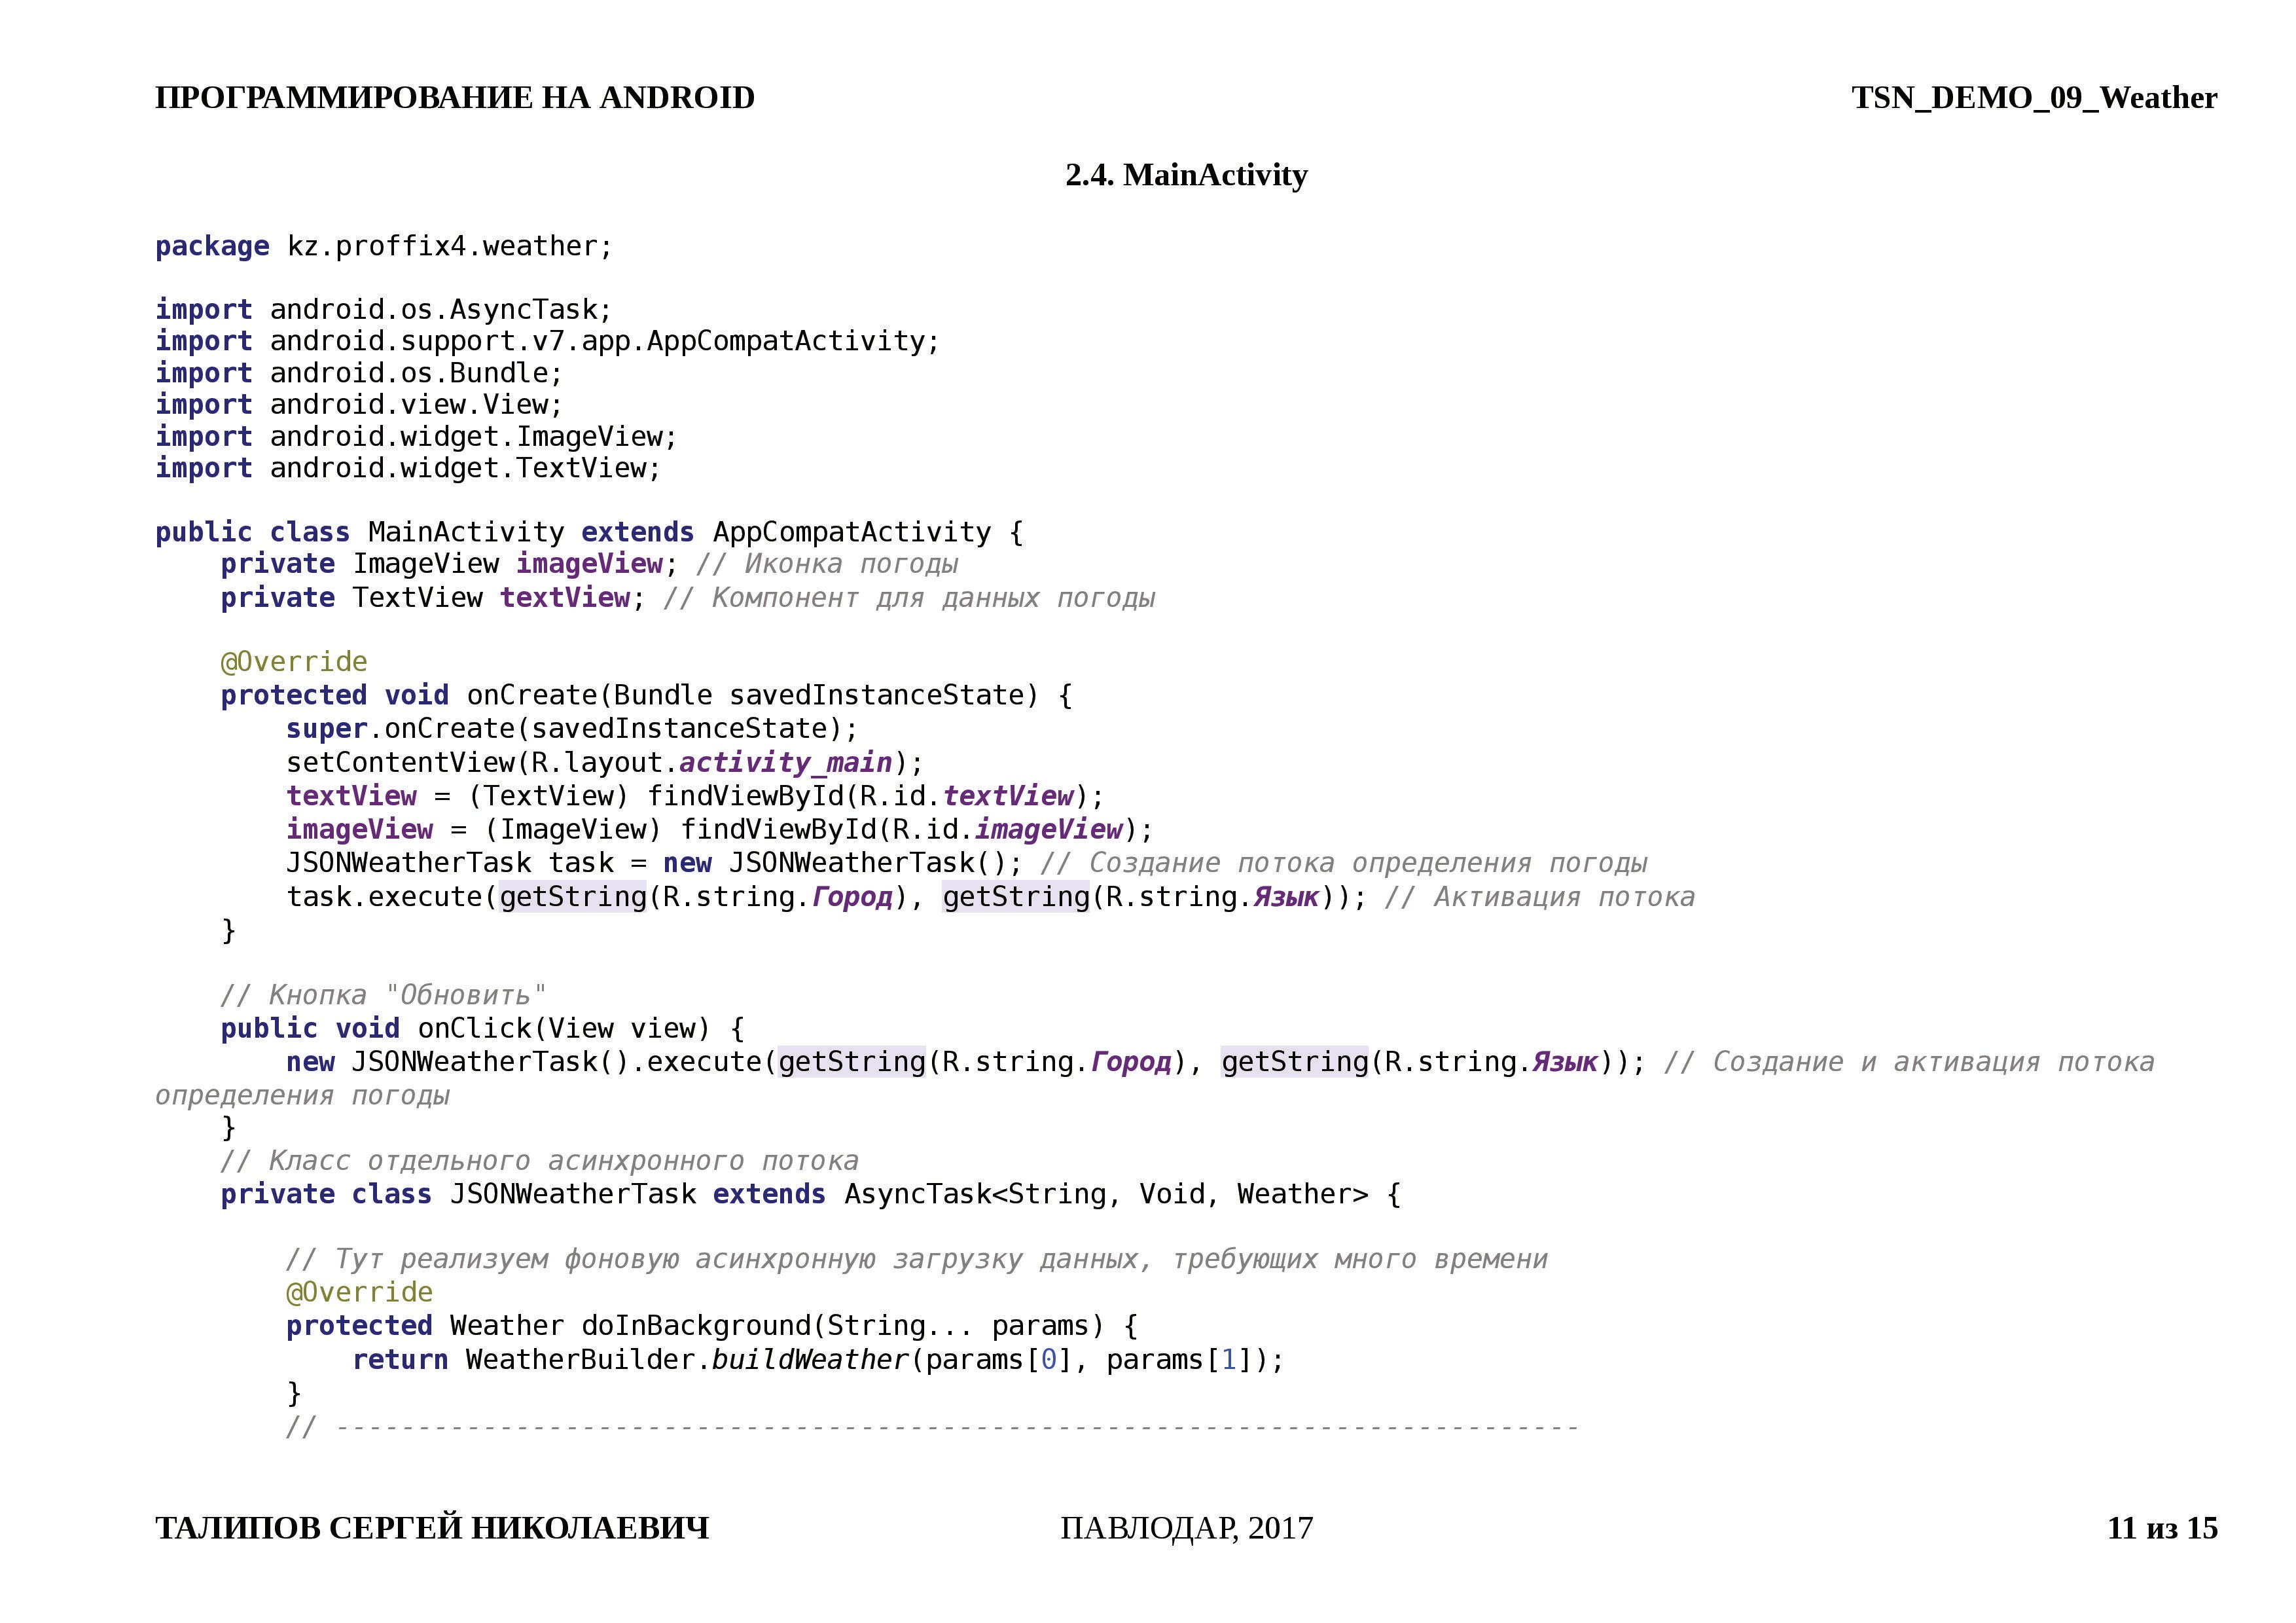 ПРОГРАММИРОВАНИЕ НА ANDROID TSN_DEMO_09_Weather
2.4. MainActivity
package kz.proffix4.weather;
import android.os.AsyncTask;
import android.support.v7.app.AppCompatActivity;
import android.os.Bundle;
import android.view.View;
import android.widget.ImageView;
import android.widget.TextView;
public class MainActivity extends AppCompatActivity {
    private ImageView imageView; // Иконка погоды
    private TextView textView; // Компонент для данных погоды
    @Override
    protected void onCreate(Bundle savedInstanceState) {
        super.onCreate(savedInstanceState);
        setContentView(R.layout.activity_main);
        textView = (TextView) findViewById(R.id.textView);
        imageView = (ImageView) findViewById(R.id.imageView);
        JSONWeatherTask task = new JSONWeatherTask(); // Создание потока определения погоды
        task.execute(getString(R.string.Город), getString(R.string.Язык)); // Активация потока
    }
    // Кнопка "Обновить"
    public void onClick(View view) {
        new JSONWeatherTask().execute(getString(R.string.Город), getString(R.string.Язык)); // Создание и активация потока
определения погоды
    }
    // Класс отдельного асинхронного потока
    private class JSONWeatherTask extends AsyncTask<String, Void, Weather> {
        // Тут реализуем фоновую асинхронную загрузку данных, требующих много времени
        @Override
        protected Weather doInBackground(String... params) {
            return WeatherBuilder.buildWeather(params[0], params[1]);
        }
        // ----------------------------------------------------------------------------
ТАЛИПОВ СЕРГЕЙ НИКОЛАЕВИЧ ПАВЛОДАР, 2017 11 из 15